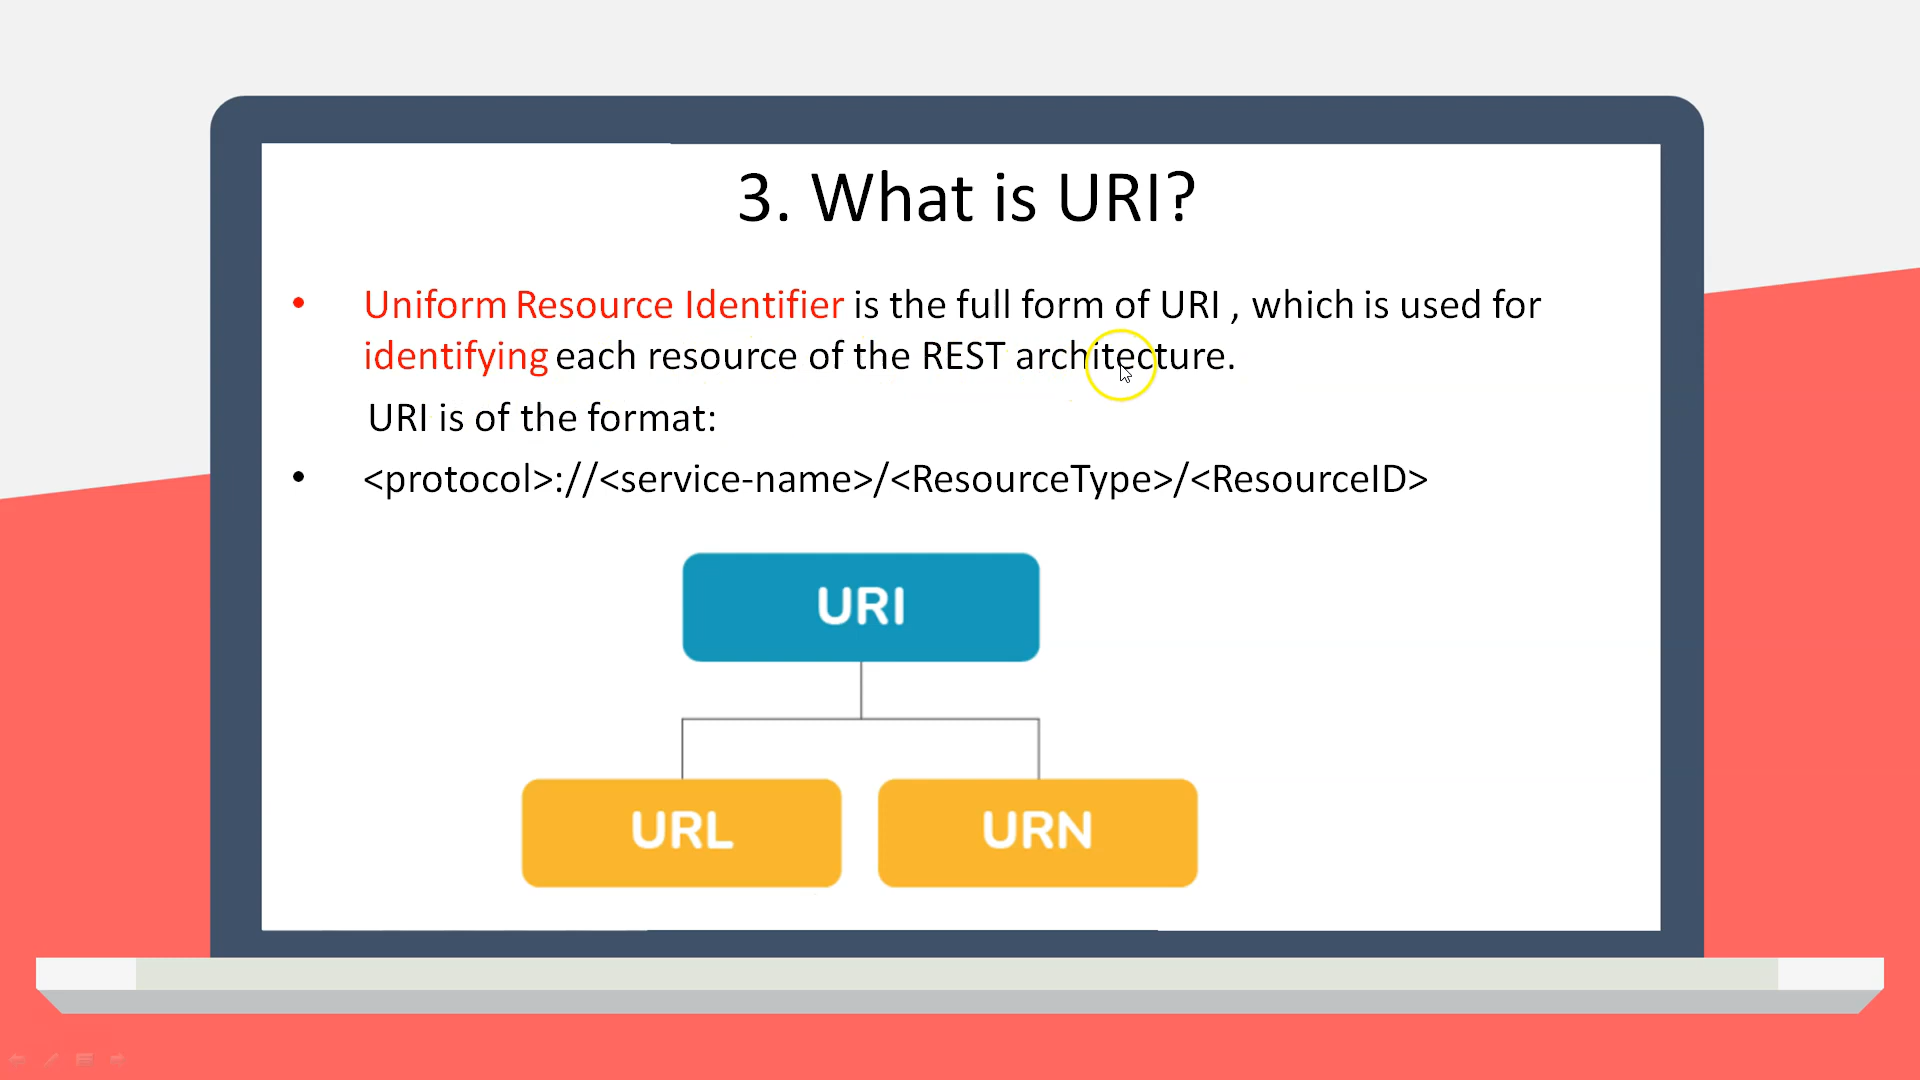 3. What is URI?
• Uniform Resource Identifier is the full form of URI , which is used for
identifying each resource of the REST architecture.
URI is of the format:
• <protocol>://<service-name>/<ResourceType>/<ResourceID>
URI
URL URN